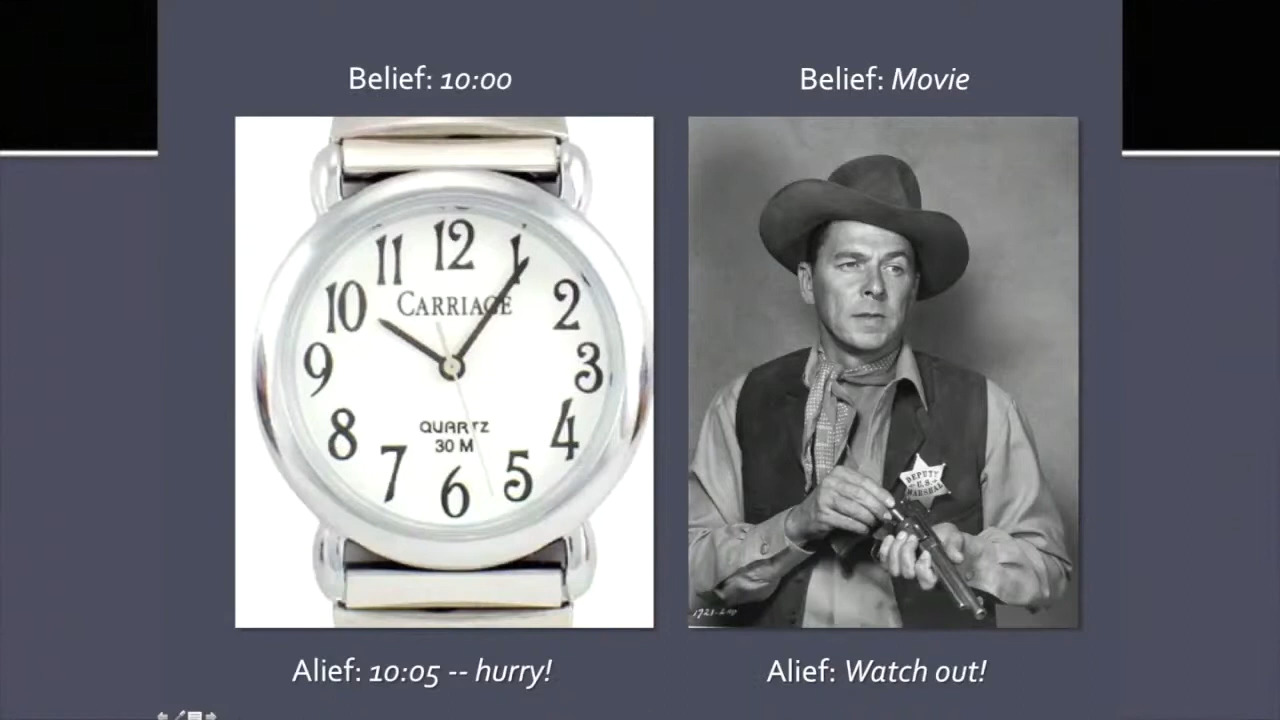 Belief: 10:00
Belief: Movie
12
11
1
10
2
CARRIAGE
9
3
QUARTZ
30 M
8
4
7
5
6
DEPUTY
U.S.
MARSHAL
Alief: 10:05 -- hurry!
Alief: Watch out!